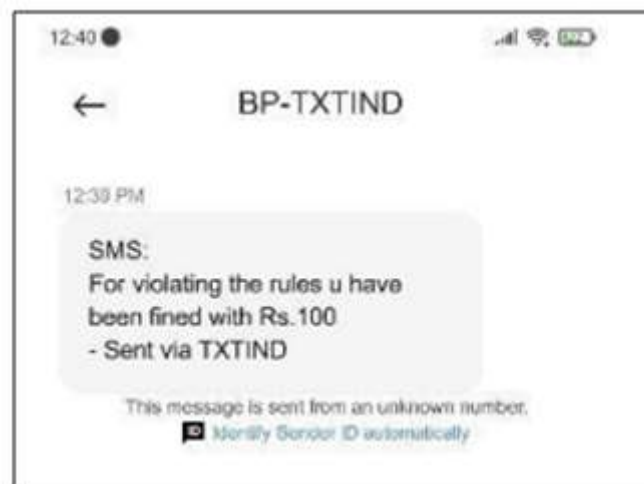 12:40
BP-TXTIND
12:39 PM
SMS:
For violating the rules u have
been fined with Rs.100
- Sent via TXTIND
This message is sent from an unknown number.
Identify Sender ID automatically